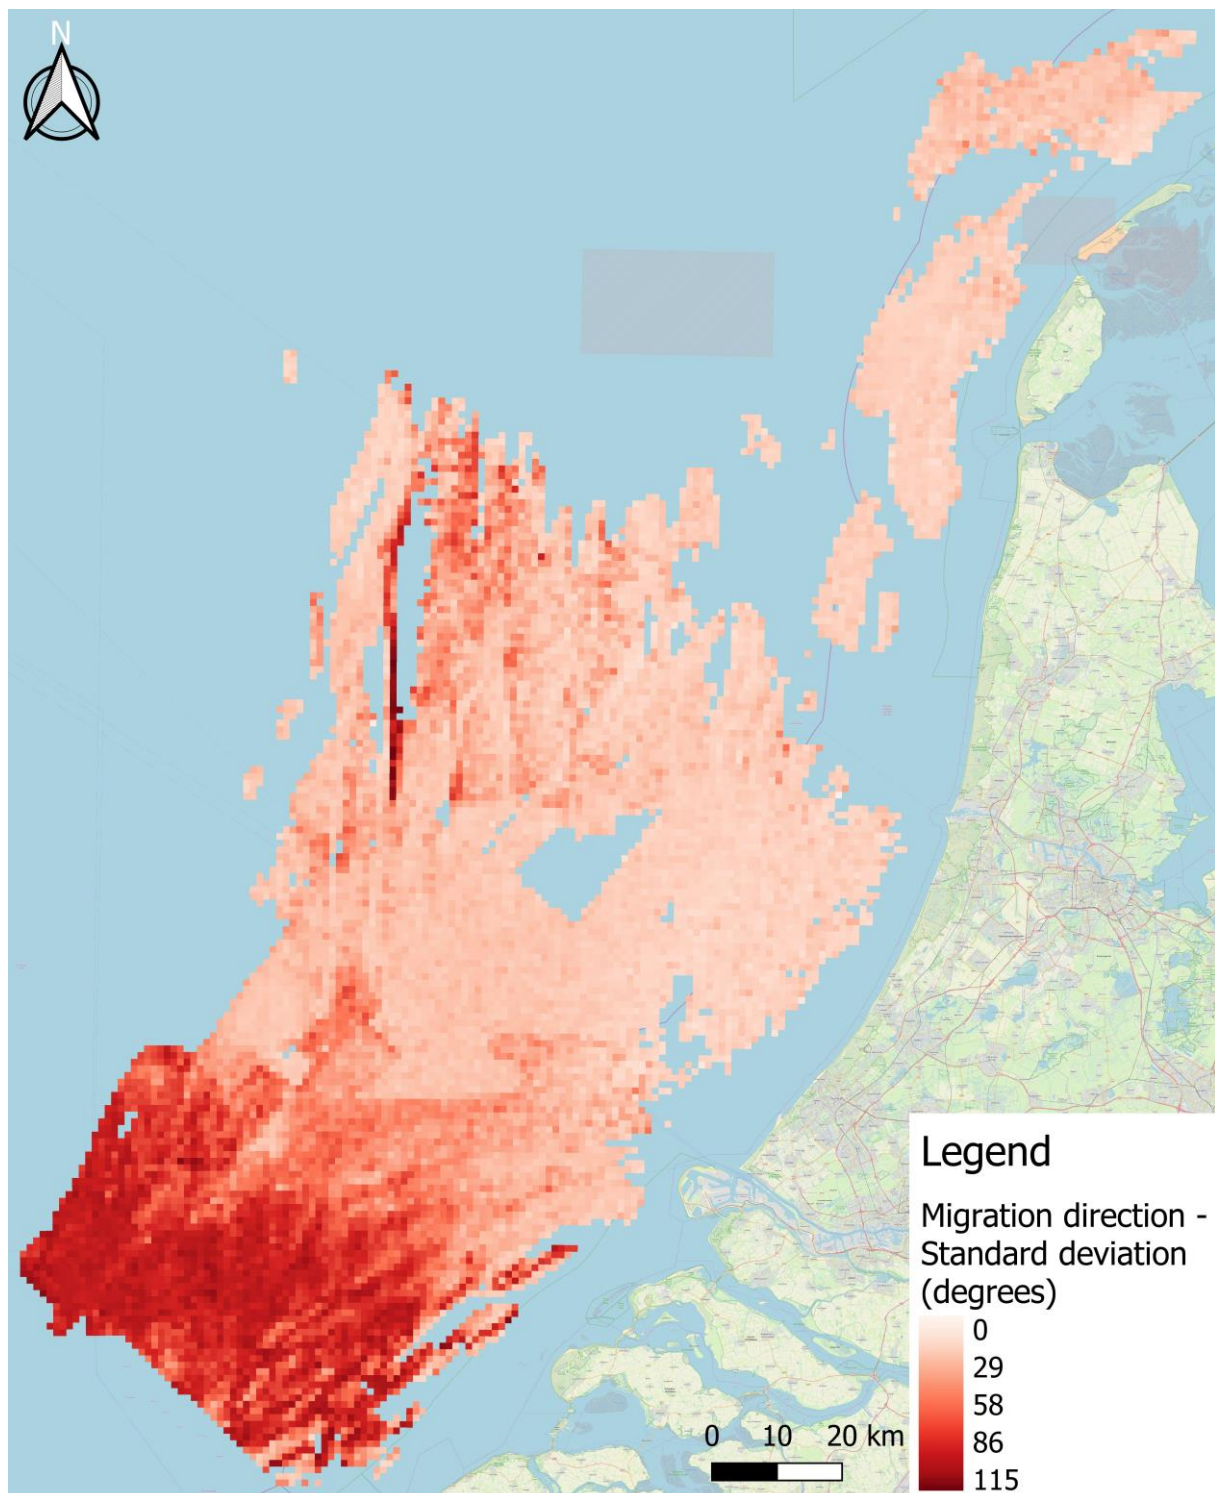 N
Legend
Migration direction -
Standard deviation
(degrees)
0
29
58
86
115
0 10 20 km